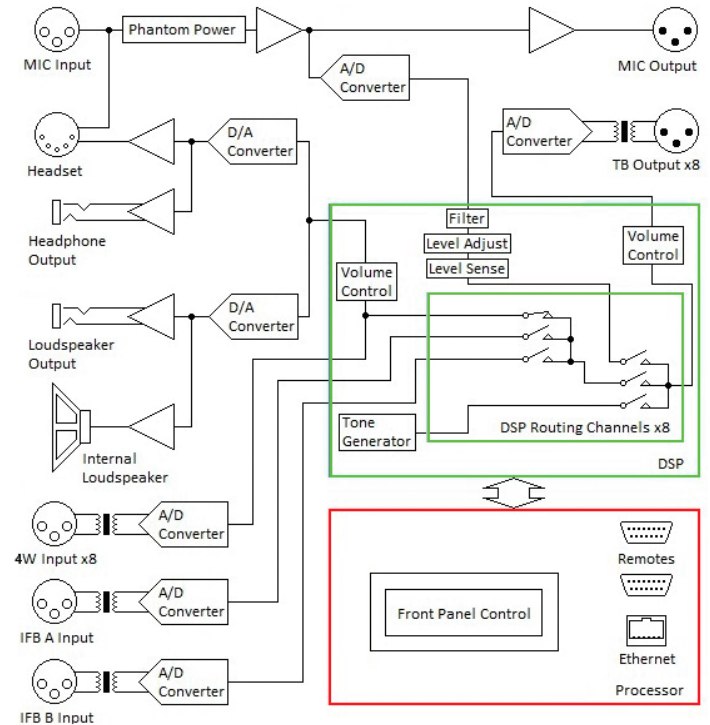 MIC Input
Phantom Power
A/D
Converter
MIC Output
Headset
D/A
Converter
A/D
Converter
TB Output x8
Headphone
Output
Filter
Level Adjust
Level Sense
Volume
Control
Volume
Control
Loudspeaker
Output
D/A
Converter
Internal
Loudspeaker
Tone
Generator
DSP Routing Channels x8
DSP
4W Input x8
A/D
Converter
IFB A Input
A/D
Converter
IFB B Input
A/D
Converter
Front Panel Control
Remotes
Ethernet
Processor